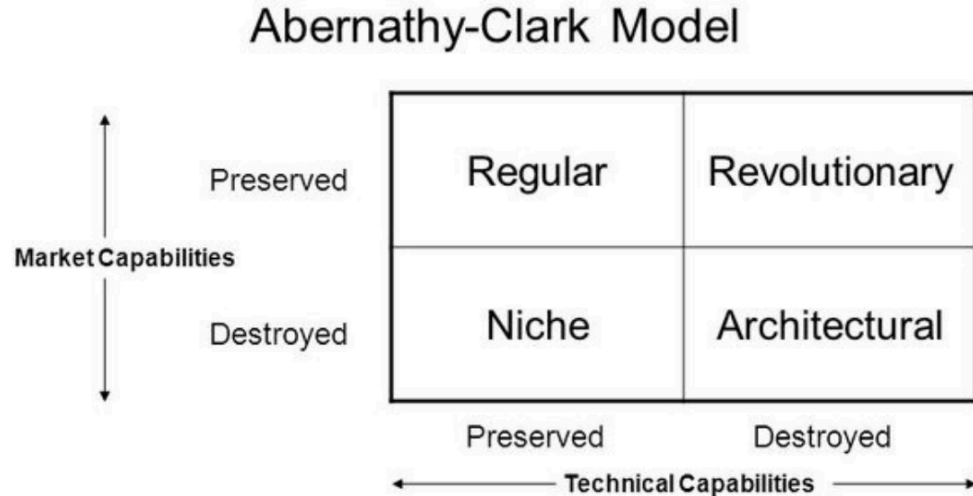 Abernathy-Clark Model
Preserved
Regular
Revolutionary
Market Capabilities
Destroyed
Niche
Architectural
Preserved
Destroyed
Technical Capabilities